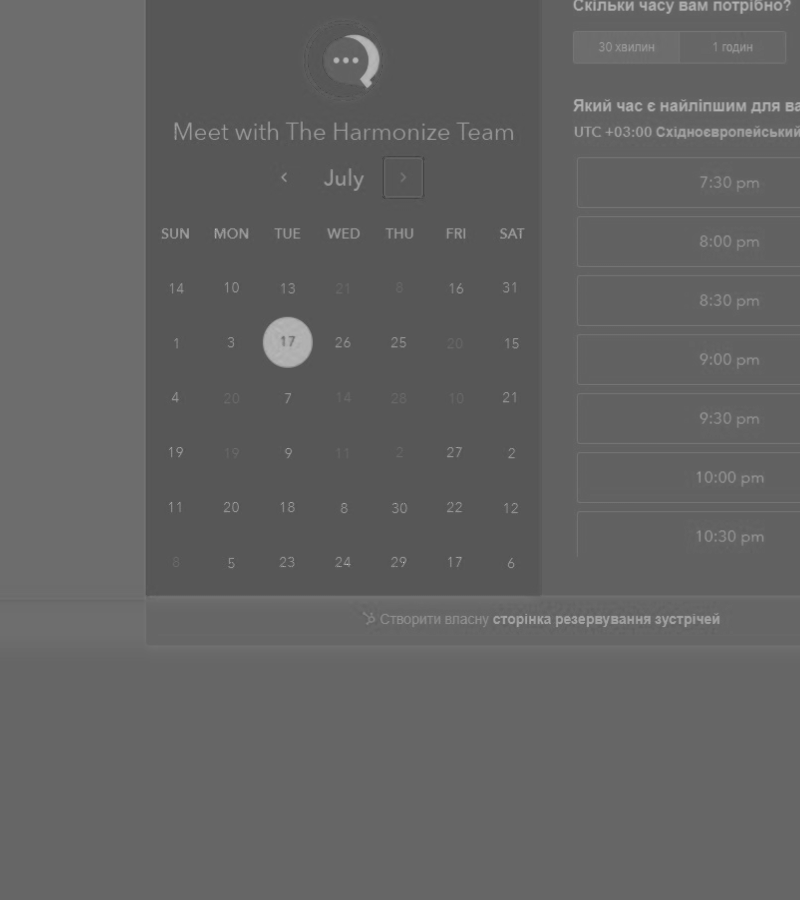 Meet with The Harmonize Team
July
SUN MON TUE WED THU FRI SAT
14 10 13 21 8 16 31
1 3 17 26 25 20 15
4 20 7 14 28 10 21
19 19 9 11 2 27 2
11 20 18 8 30 22 12
8 5 23 24 29 17 6
Скільки часу вам потрібно?
30 хвилин 1 годин
Який час є найліпшим для ва
UTC +03:00 Східноєвропейський
7:30 pm
8:00 pm
8:30 pm
9:00 pm
9:30 pm
10:00 pm
10:30 pm
Створити власну сторінка резервування зустрічей